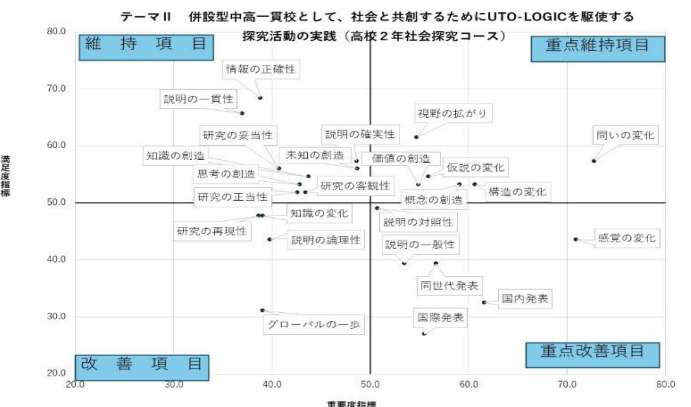 テーマⅡ 併設型中高一貫校として、社会と共創するためにUTO-LOGICを駆使する
探究活動の実践（高校２年社会探究コース）
80.0
維 持 項 目
重点維持項目
情報の正確性
70.0
説明の一貫性
視野の拡がり
研究の妥当性
説明の確実性
問いの変化
60.0
知識の創造
未知の創造
価値の創造
仮説の変化
思考の創造
研究の客観性
研究の正当性
概念の創造
構造の変化
50.0
知識の変化
説明の対照性
研究の再現性
説明の論理性
説明の一般性
感覚の変化
40.0
同世代発表
国内発表
30.0
グローバルの一歩
国際発表
改 善 項 目
重点改善項目
20.0
20.0 30.0 40.0 50.0 60.0 70.0 80.0
満足度指標
重要度指標